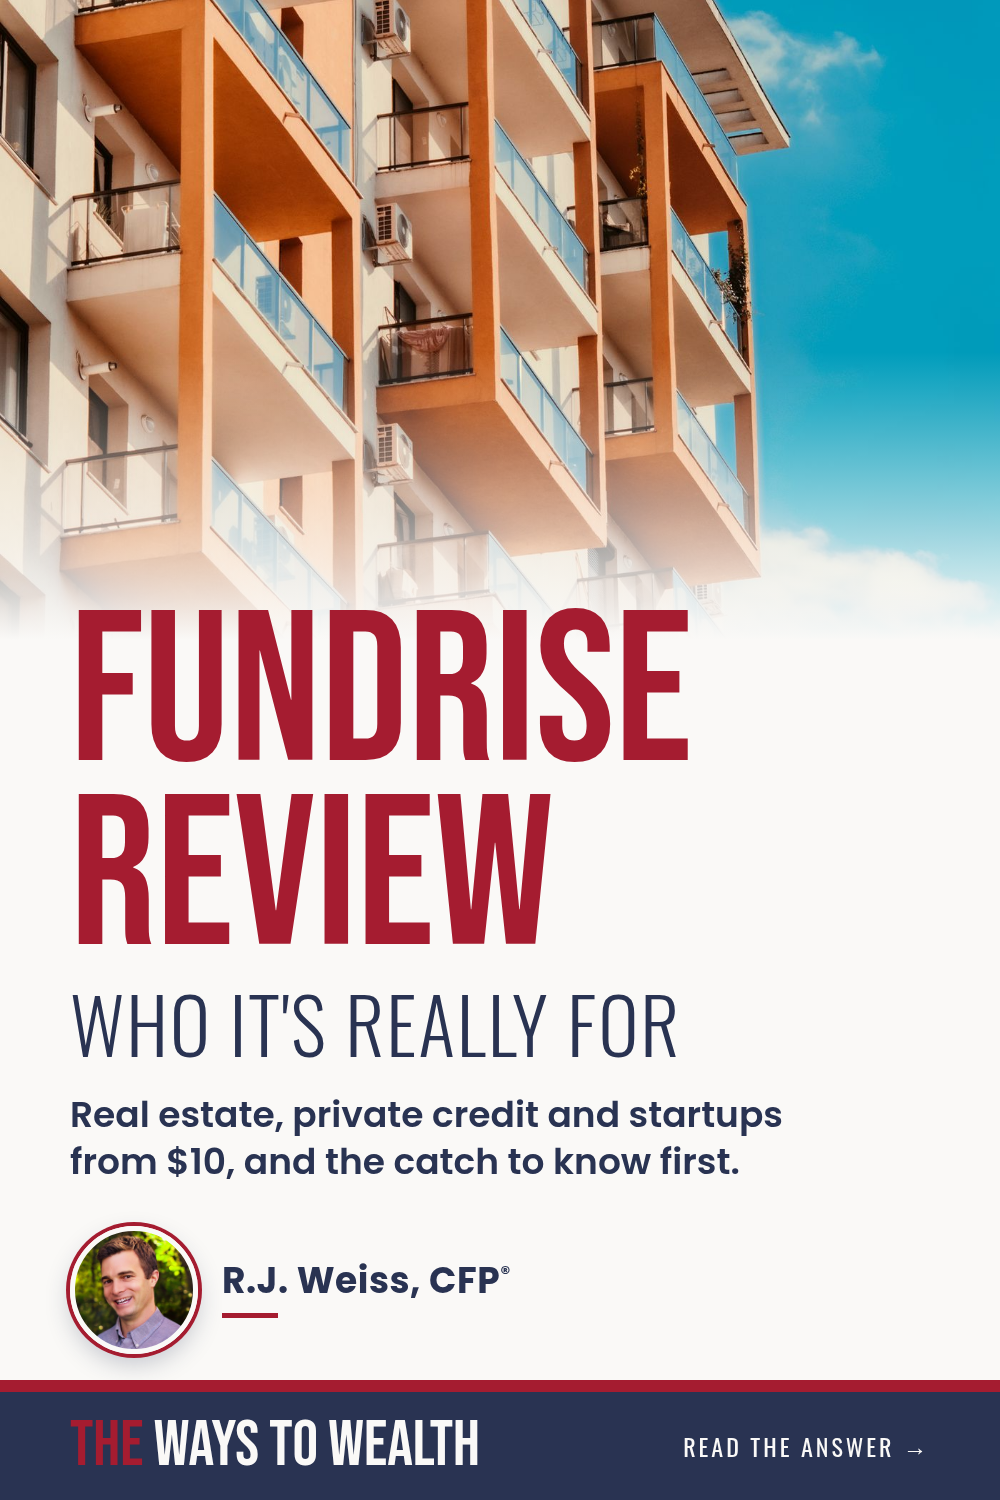 FUNDRISE
REVIEW
WHO IT'S REALLY FOR
Real estate, private credit and startups
from $10, and the catch to know first.
R.J. Weiss, CFP®
THE WAYS TO WEALTH
READ THE ANSWER →